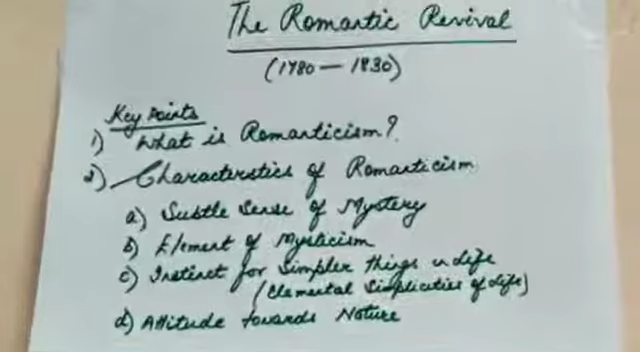 The Romantic Revival
(1780 — 1830)
Key Points
1) What is Romanticism?
2) Characterstics of Romanticism
a) Subtle Sense of Mystery
b) Element of Mysticism
c) Instinct for Simpler things in life
(Elemental Simplicities of life)
d) Attitude towards Nature